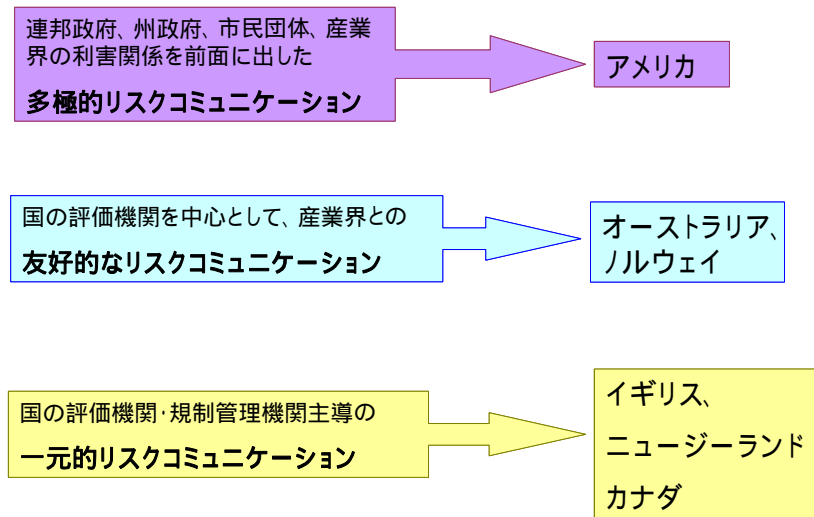 連邦政府、州政府、市民団体、産業
界の利害関係を前面に出した
多極的リスクコミュニケーション
アメリカ
国の評価機関を中心として、産業界との
友好的なリスクコミュニケーション
オーストラリア、
ノルウェイ
国の評価機関・規制管理機関主導の
一元的リスクコミュニケーション
イギリス、
ニュージーランド
カナダ